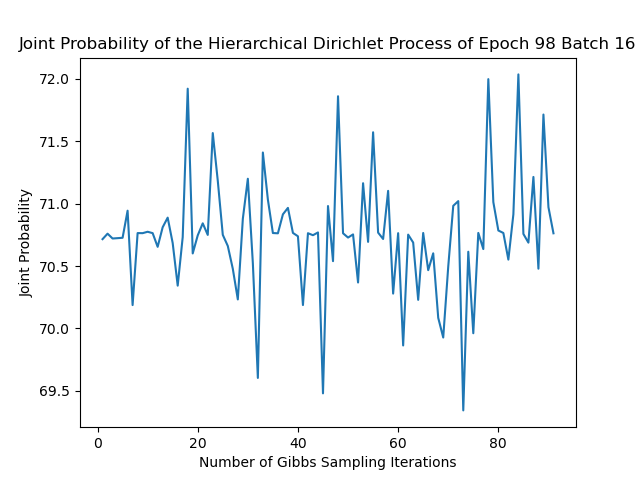 Joint Probability of the Hierarchical Dirichlet Process of Epoch 98 Batch 16
72.0
71.5
71.0
70.5
70.0
69.5
Joint Probability
0 20 40 60 80
Number of Gibbs Sampling Iterations